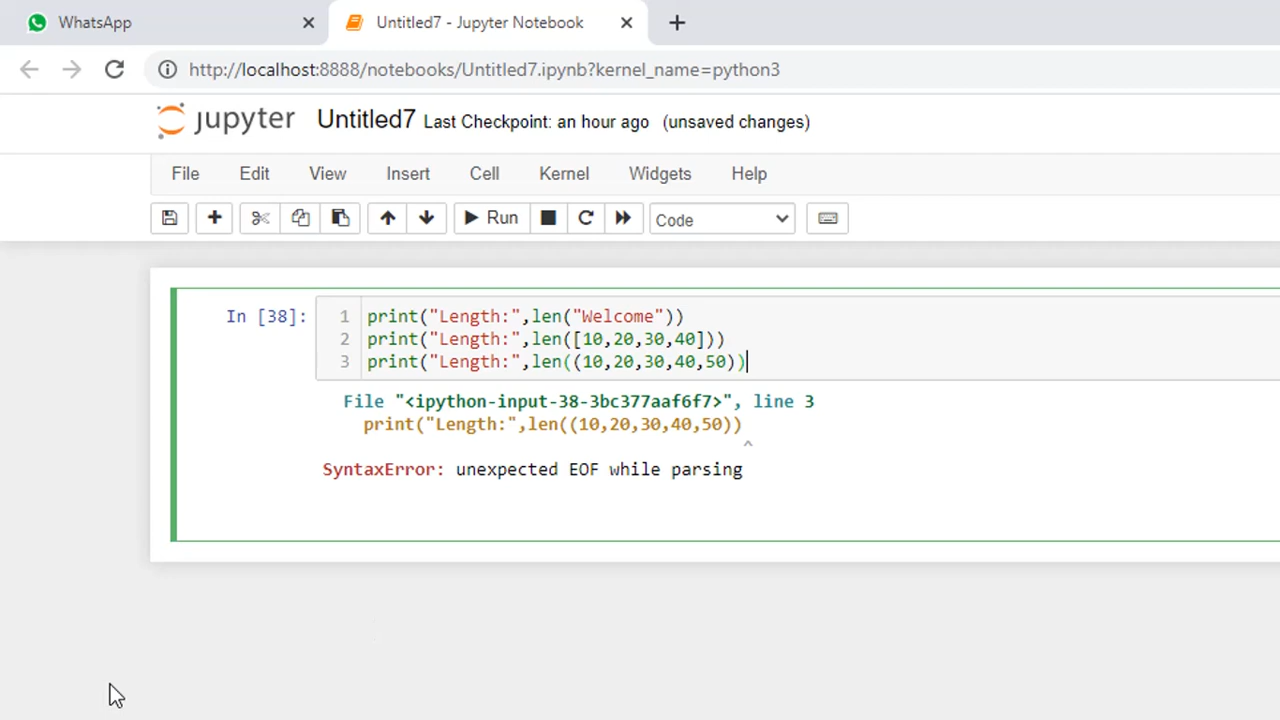 WhatsApp
Untitled7 - Jupyter Notebook
http://localhost:8888/notebooks/Untitled7.ipynb?kernel_name=python3
jupyter Untitled7 Last Checkpoint: an hour ago (unsaved changes)
File Edit View Insert Cell Kernel Widgets Help
Run Code
In [38]:
1 print("Length:",len("Welcome"))
2 print("Length:",len([10,20,30,40]))
3 print("Length:",len((10,20,30,40,50))
File "<ipython-input-38-3bc377aaf6f7>", line 3
print("Length:",len((10,20,30,40,50))
^
SyntaxError: unexpected EOF while parsing